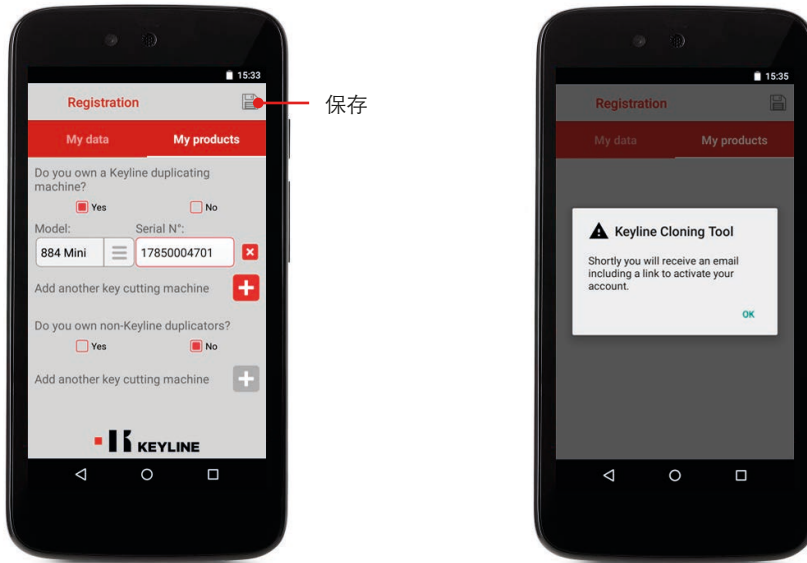 15:33
Registration
保存
My data My products
Do you own a Keyline duplicating
machine?
Yes No
Model: Serial N°:
884 Mini 17850004701
Add another key cutting machine
Do you own non-Keyline duplicators?
Yes No
Add another key cutting machine
KEYLINE
15:35
Registration
My data My products
Keyline Cloning Tool
Shortly you will receive an email
including a link to activate your
account.
OK